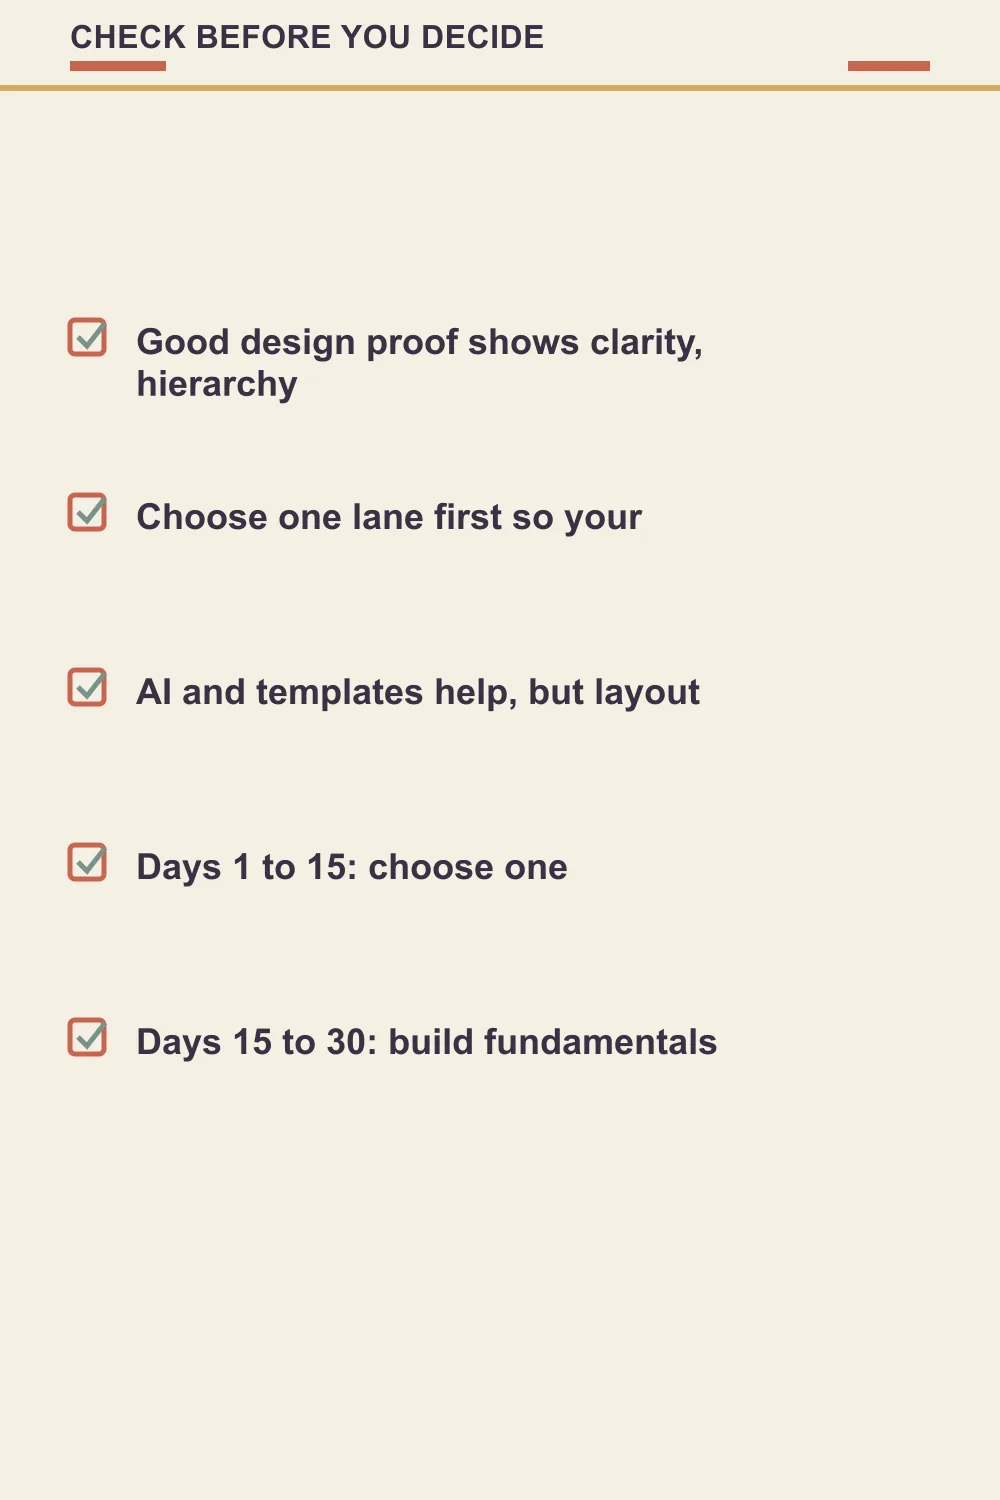 CHECK BEFORE YOU DECIDE
Good design proof shows clarity,
hierarchy
Choose one lane first so your
AI and templates help, but layout
Days 1 to 15: choose one
Days 15 to 30: build fundamentals